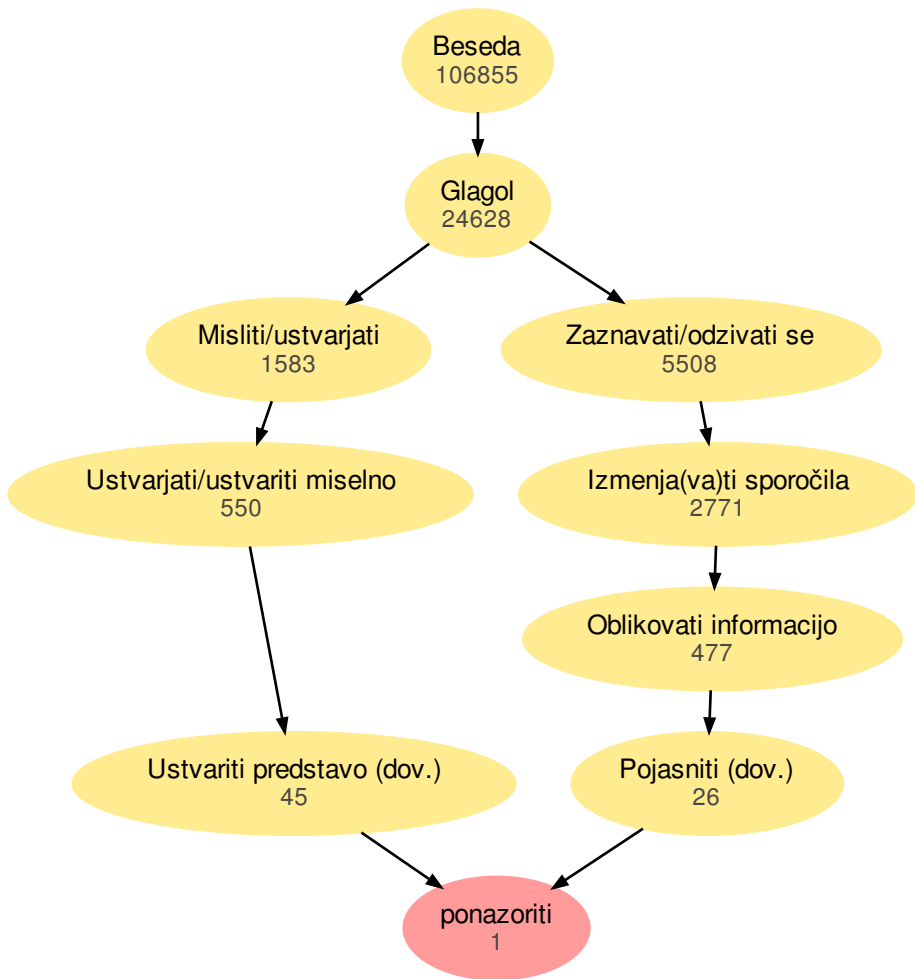 Beseda
106855
Glagol
24628
Misliti/ustvarjati
1583
Zaznavati/odzivati se
5508
Ustvarjati/ustvariti miselno
550
Izmenja(va)ti sporočila
2771
Oblikovati informacijo
477
Ustvariti predstavo (dov.)
45
Pojasniti (dov.)
26
ponazoriti
1